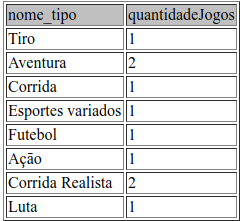 nome_tipo quantidadeJogos
Tiro 1
Aventura 2
Corrida 1
Esportes variados 1
Futebol 1
Ação 1
Corrida Realista 2
Luta 1